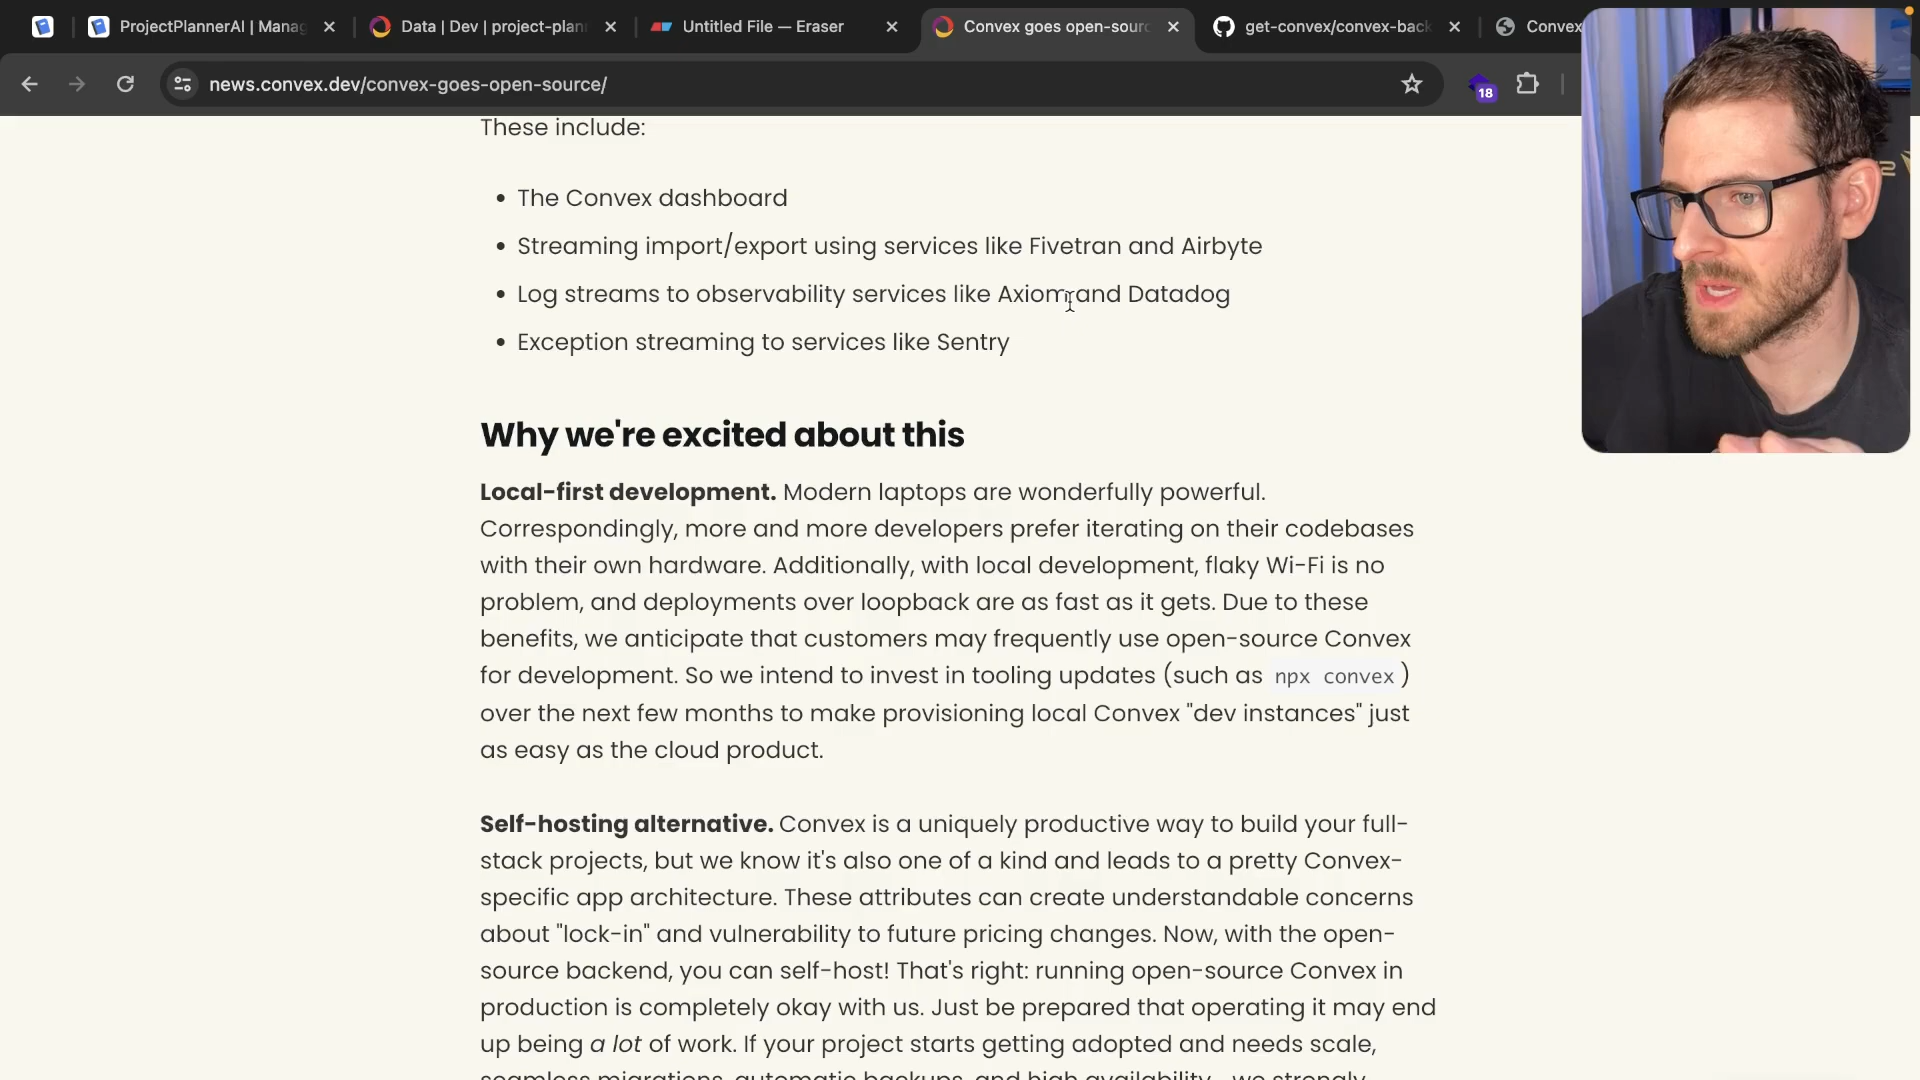 ProjectPlannerAI | Manag
Data | Dev | project-plann
Untitled File — Eraser
Convex goes open-sourc
get-convex/convex-back
Convex
news.convex.dev/convex-goes-open-source/
18
These include:
• The Convex dashboard
• Streaming import/export using services like Fivetran and Airbyte
• Log streams to observability services like Axiom and Datadog
• Exception streaming to services like Sentry
Why we're excited about this
Local-first development. Modern laptops are wonderfully powerful.
Correspondingly, more and more developers prefer iterating on their codebases
with their own hardware. Additionally, with local development, flaky Wi-Fi is no
problem, and deployments over loopback are as fast as it gets. Due to these
benefits, we anticipate that customers may frequently use open-source Convex
for development. So we intend to invest in tooling updates (such as npx convex)
over the next few months to make provisioning local Convex "dev instances" just
as easy as the cloud product.
Self-hosting alternative. Convex is a uniquely productive way to build your full-
stack projects, but we know it's also one of a kind and leads to a pretty Convex-
specific app architecture. These attributes can create understandable concerns
about "lock-in" and vulnerability to future pricing changes. Now, with the open-
source backend, you can self-host! That's right: running open-source Convex in
production is completely okay with us. Just be prepared that operating it may end
up being a lot of work. If your project starts getting adopted and needs scale,
seamless migrations, automatic backups, and high availability—we strongly